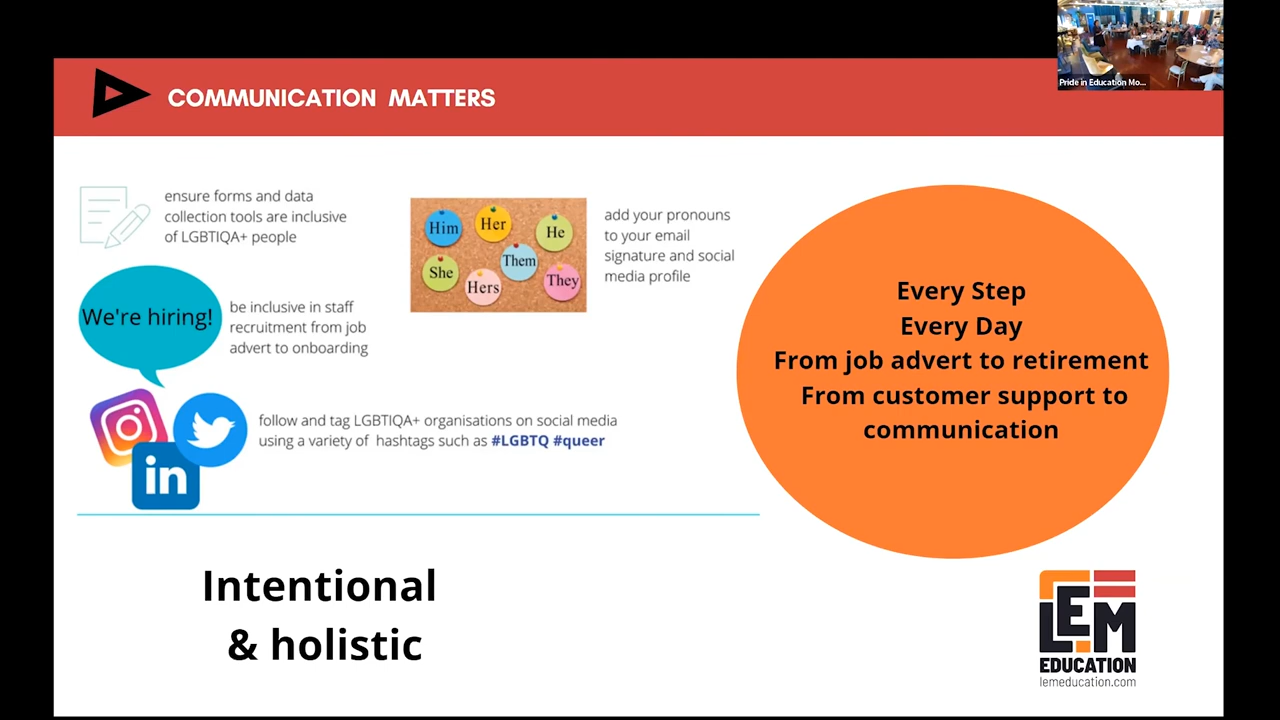 Pride in Education Mo...
COMMUNICATION MATTERS
ensure forms and data
collection tools are inclusive
of LGBTIQA+ people
Him
Her
He
She
Them
Hers
They
add your pronouns
to your email
signature and social
media profile
We're hiring!
be inclusive in staff
recruitment from job
advert to onboarding
follow and tag LGBTIQA+ organisations on social media
using a variety of hashtags such as #LGBTQ #queer
in
Every Step
Every Day
From job advert to retirement
From customer support to
communication
Intentional
& holistic
LEM
EDUCATION
lemeducation.com